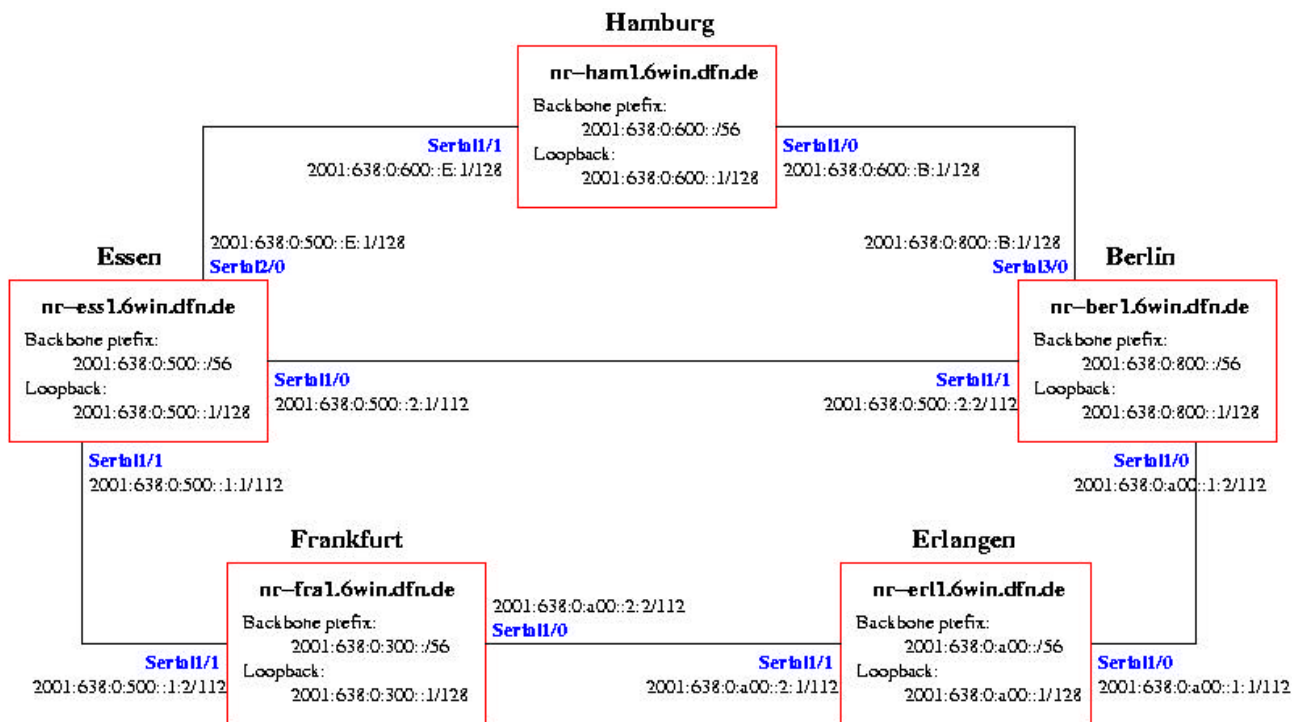 Hamburg
nr-ham1.6win.dfn.de
Backbone prefix:
2001:638:0:600::/56
Loopback:
2001:638:0:600::1/128
Serial1/1
2001:638:0:600::E:1/128
Serial1/0
2001:638:0:600::B:1/128
2001:638:0:500::E:1/128
Serial2/0
2001:638:0:800::B:1/128
Serial3/0
Essen
nr-ess1.6win.dfn.de
Backbone prefix:
2001:638:0:500::/56
Loopback:
2001:638:0:500::1/128
Berlin
nr-ber1.6win.dfn.de
Backbone prefix:
2001:638:0:800::/56
Loopback:
2001:638:0:800::1/128
Serial1/0
2001:638:0:500::2:1/112
Serial1/1
2001:638:0:500::2:2/112
Serial1/1
2001:638:0:500::1:1/112
Serial1/0
2001:638:0:a00::1:2/112
Frankfurt
nr-fra1.6win.dfn.de
Backbone prefix:
2001:638:0:300::/56
Loopback:
2001:638:0:300::1/128
2001:638:0:a00::2:2/112
Serial1/0
Serial1/1
2001:638:0:500::1:2/112
Erlangen
nr-erl1.6win.dfn.de
Backbone prefix:
2001:638:0:a00::/56
Loopback:
2001:638:0:a00::1/128
Serial1/1
2001:638:0:a00::2:1/112
Serial1/0
2001:638:0:a00::1:1/112